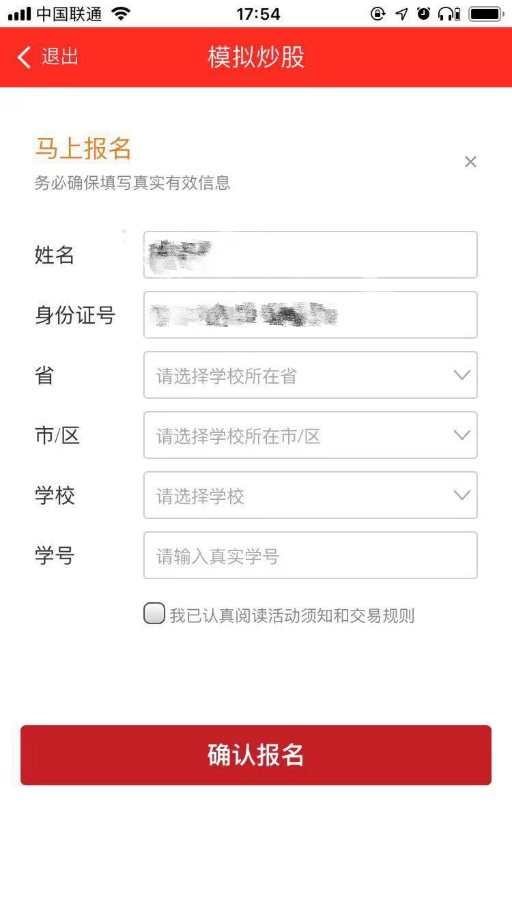 中国联通 17:54
退出 模拟炒股
马上报名
务必确保填写真实有效信息
姓名
身份证号
省 请选择学校所在省
市/区 请选择学校所在市/区
学校 请选择学校
学号 请输入真实学号
我已认真阅读活动须知和交易规则
确认报名